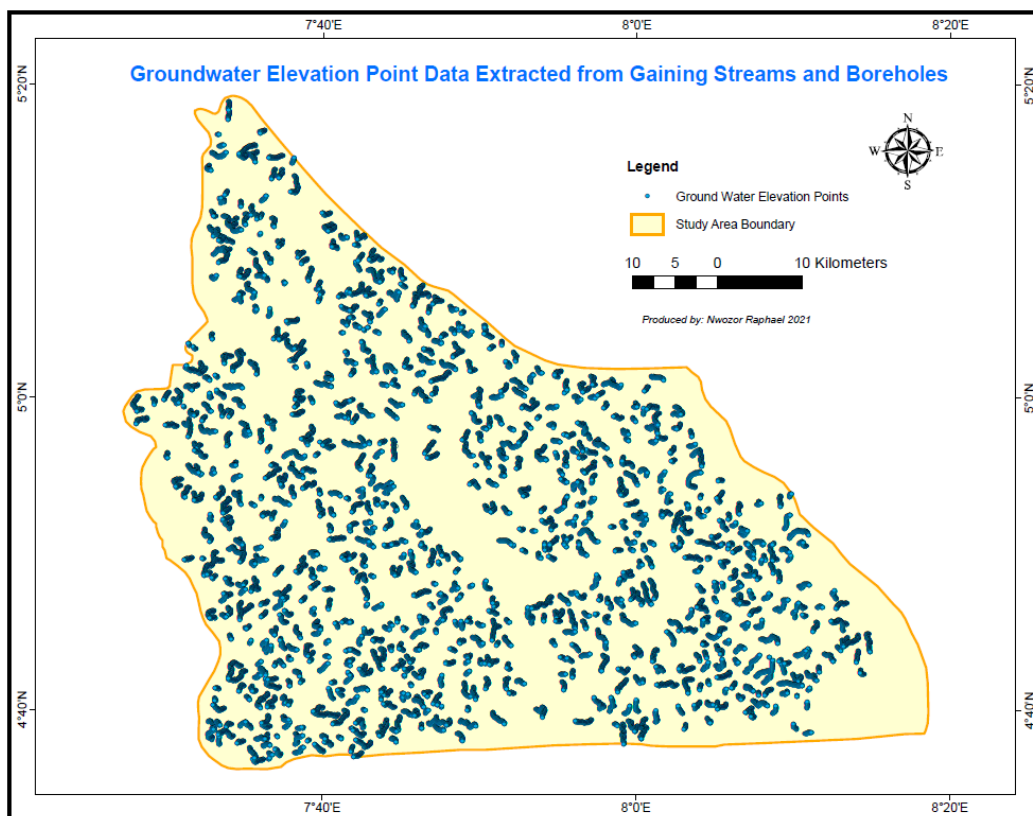 7°40'E 8°0'E 8°20'E
Groundwater Elevation Point Data Extracted from Gaining Streams and Boreholes
5°20'N 5°20'N
N
W E
S
Legend
Ground Water Elevation Points
Study Area Boundary
10 5 0 10 Kilometers
Produced by: Nwozor Raphael 2021
5°0'N 5°0'N
4°40'N 4°40'N
7°40'E 8°0'E 8°20'E